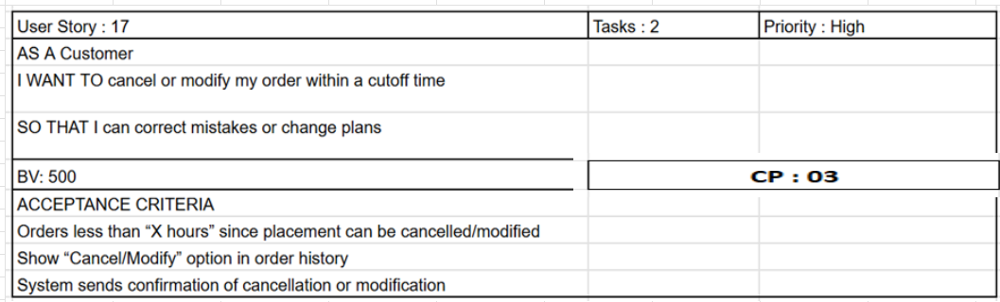 User Story : 17 Tasks : 2 Priority : High
AS A Customer
I WANT TO cancel or modify my order within a cutoff time
SO THAT I can correct mistakes or change plans
BV: 500 CP : 03
ACCEPTANCE CRITERIA
Orders less than “X hours” since placement can be cancelled/modified
Show “Cancel/Modify” option in order history
System sends confirmation of cancellation or modification